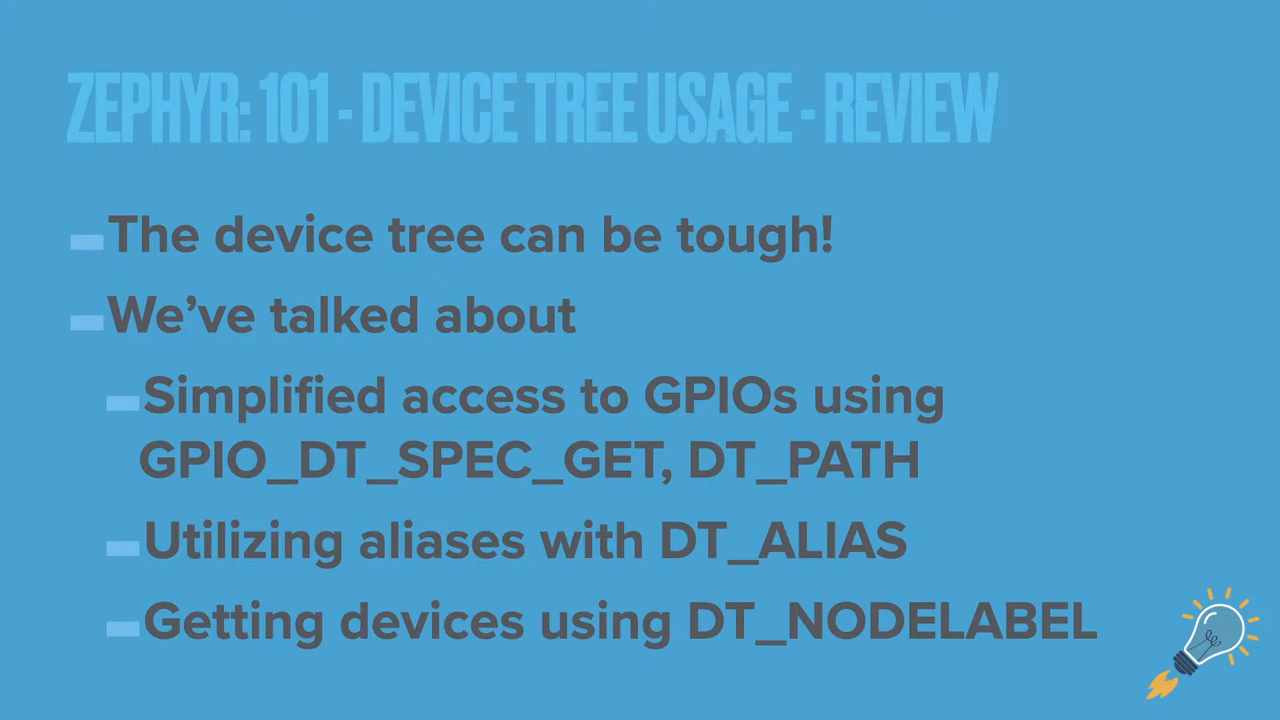 ZEPHYR: 101 - DEVICE TREE USAGE - REVIEW
The device tree can be tough!
We’ve talked about
Simplified access to GPIOs using
GPIO_DT_SPEC_GET, DT_PATH
Utilizing aliases with DT_ALIAS
Getting devices using DT_NODELABEL